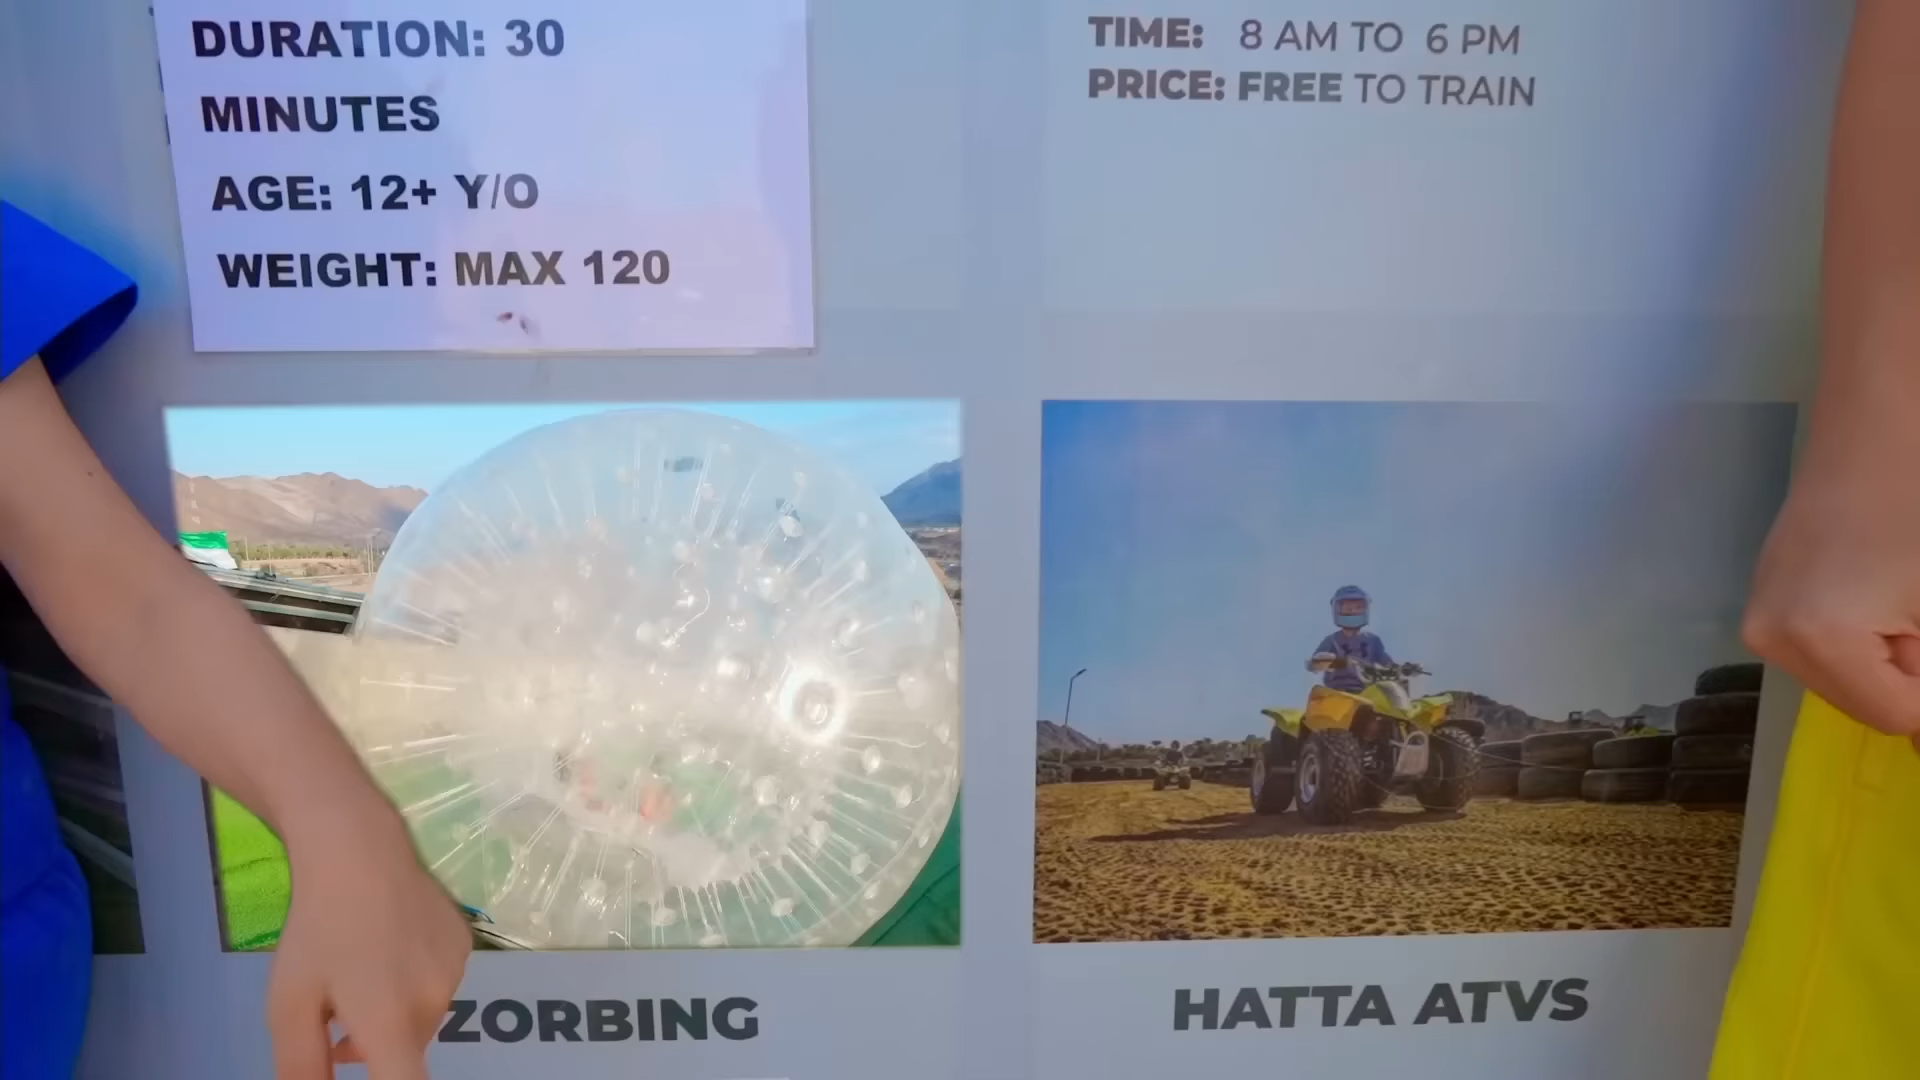 DURATION: 30
MINUTES
AGE: 12+ Y/O
WEIGHT: MAX 120
TIME: 8 AM TO 6 PM
PRICE: FREE TO TRAIN
ZORBING
HATTA ATVS